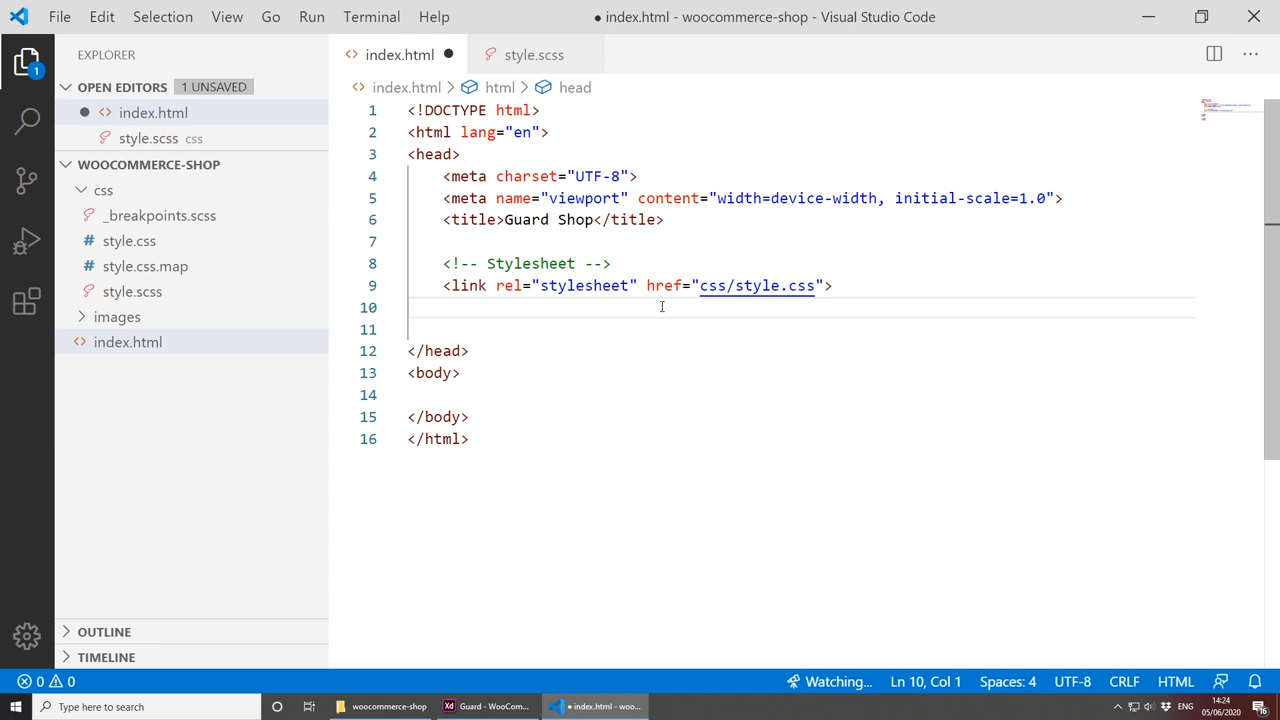 File Edit Selection View Go Run Terminal Help ● index.html - woocommerce-shop - Visual Studio Code
EXPLORER
index.html ●
style.scss
OPEN EDITORS 1 UNSAVED
index.html > html > head
1
● index.html
style.scss css
WOOCOMMERCE-SHOP
css
_breakpoints.scss
# style.css
# style.css.map
style.scss
images
index.html
OUTLINE
TIMELINE
1 <!DOCTYPE html>
2 <html lang="en">
3 <head>
4 <meta charset="UTF-8">
5 <meta name="viewport" content="width=device-width, initial-scale=1.0">
6 <title>Guard Shop</title>
7
8 <!-- Stylesheet -->
9 <link rel="stylesheet" href="css/style.css">
10
11
12 </head>
13 <body>
14
15 </body>
16 </html>
0 0 Watching... Ln 10, Col 1 Spaces: 4 UTF-8 CRLF HTML
Type here to search woocommerce-shop Xd Guard - WooCom... ● index.html - woo... ENG 14:24
05/06/2020 16